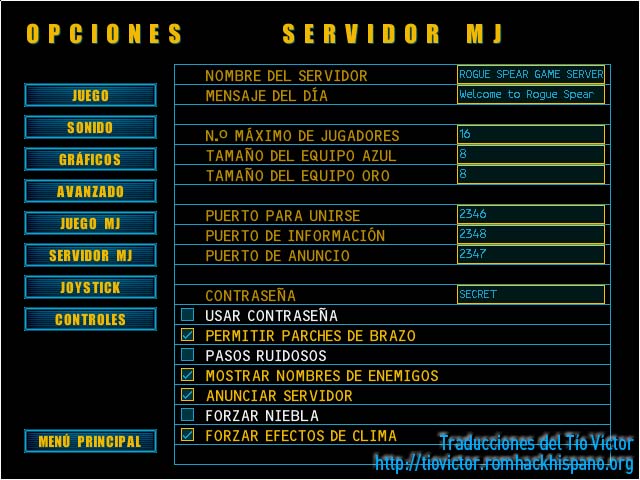 OPCIONES
SERVIDOR MJ
JUEGO
SONIDO
GRÁFICOS
AVANZADO
JUEGO MJ
SERVIDOR MJ
JOYSTICK
CONTROLES
MENÚ PRINCIPAL
NOMBRE DEL SERVIDOR ROGUE SPEAR GAME SERVER
MENSAJE DEL DÍA Welcome to Rogue Spear
N.º MÁXIMO DE JUGADORES 16
TAMAÑO DEL EQUIPO AZUL 8
TAMAÑO DEL EQUIPO ORO 8
PUERTO PARA UNIRSE 2346
PUERTO DE INFORMACIÓN 2348
PUERTO DE ANUNCIO 2347
CONTRASEÑA SECRET
USAR CONTRASEÑA
PERMITIR PARCHES DE BRAZO
PASOS RUIDOSOS
MOSTRAR NOMBRES DE ENEMIGOS
ANUNCIAR SERVIDOR
FORZAR NIEBLA
FORZAR EFECTOS DE CLIMA
Traducciones del Tío Víctor
http://tiovictor.romhackhispano.org